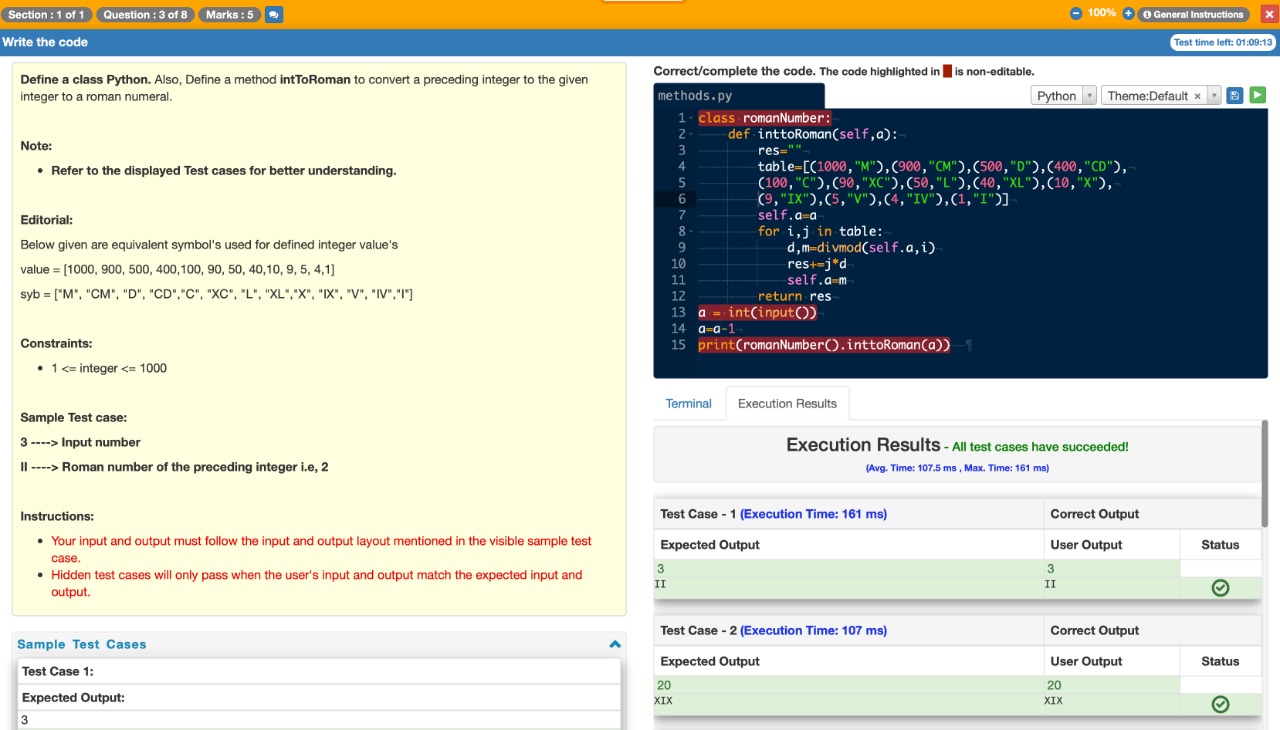 Section : 1 of 1 Question : 3 of 8 Marks : 5 100% General Instructions
Write the code Test time left: 01:09:13
Define a class Python. Also, Define a method intToRoman to convert a preceding integer to the given
integer to a roman numeral.
Note:
• Refer to the displayed Test cases for better understanding.
Editorial:
Below given are equivalent symbol's used for defined integer value's
value = [1000, 900, 500, 400,100, 90, 50, 40,10, 9, 5, 4,1]
syb = ["M", "CM", "D", "CD","C", "XC", "L", "XL","X", "IX", "V", "IV","I"]
Constraints:
• 1 <= integer <= 1000
Sample Test case:
3 ----> Input number
II ----> Roman number of the preceding integer i.e, 2
Instructions:
• Your input and output must follow the input and output layout mentioned in the visible sample test
case.
• Hidden test cases will only pass when the user's input and output match the expected input and
output.
Sample Test Cases
Test Case 1:
Expected Output:
3
Correct/complete the code. The code highlighted in is non-editable.
methods.py Python Theme:Default ×
1 class romanNumber:
2 def inttoRoman(self,a):
3 res=""
4 table=[(1000,"M"),(900,"CM"),(500,"D"),(400,"CD"),
5 (100,"C"),(90,"XC"),(50,"L"),(40,"XL"),(10,"X"),
6 (9,"IX"),(5,"V"),(4,"IV"),(1,"I")]
7 self.a=a
8 for i,j in table:
9 d,m=divmod(self.a,i)
10 res+=j*d
11 self.a=m
12 return res
13 a = int(input())
14 a=a-1
15 print(romanNumber().inttoRoman(a))
Terminal Execution Results
Execution Results - All test cases have succeeded!
(Avg. Time: 107.5 ms , Max. Time: 161 ms)
Test Case - 1 (Execution Time: 161 ms) Correct Output
Expected Output User Output Status
3 3
II II
Test Case - 2 (Execution Time: 107 ms) Correct Output
Expected Output User Output Status
20 20
XIX XIX